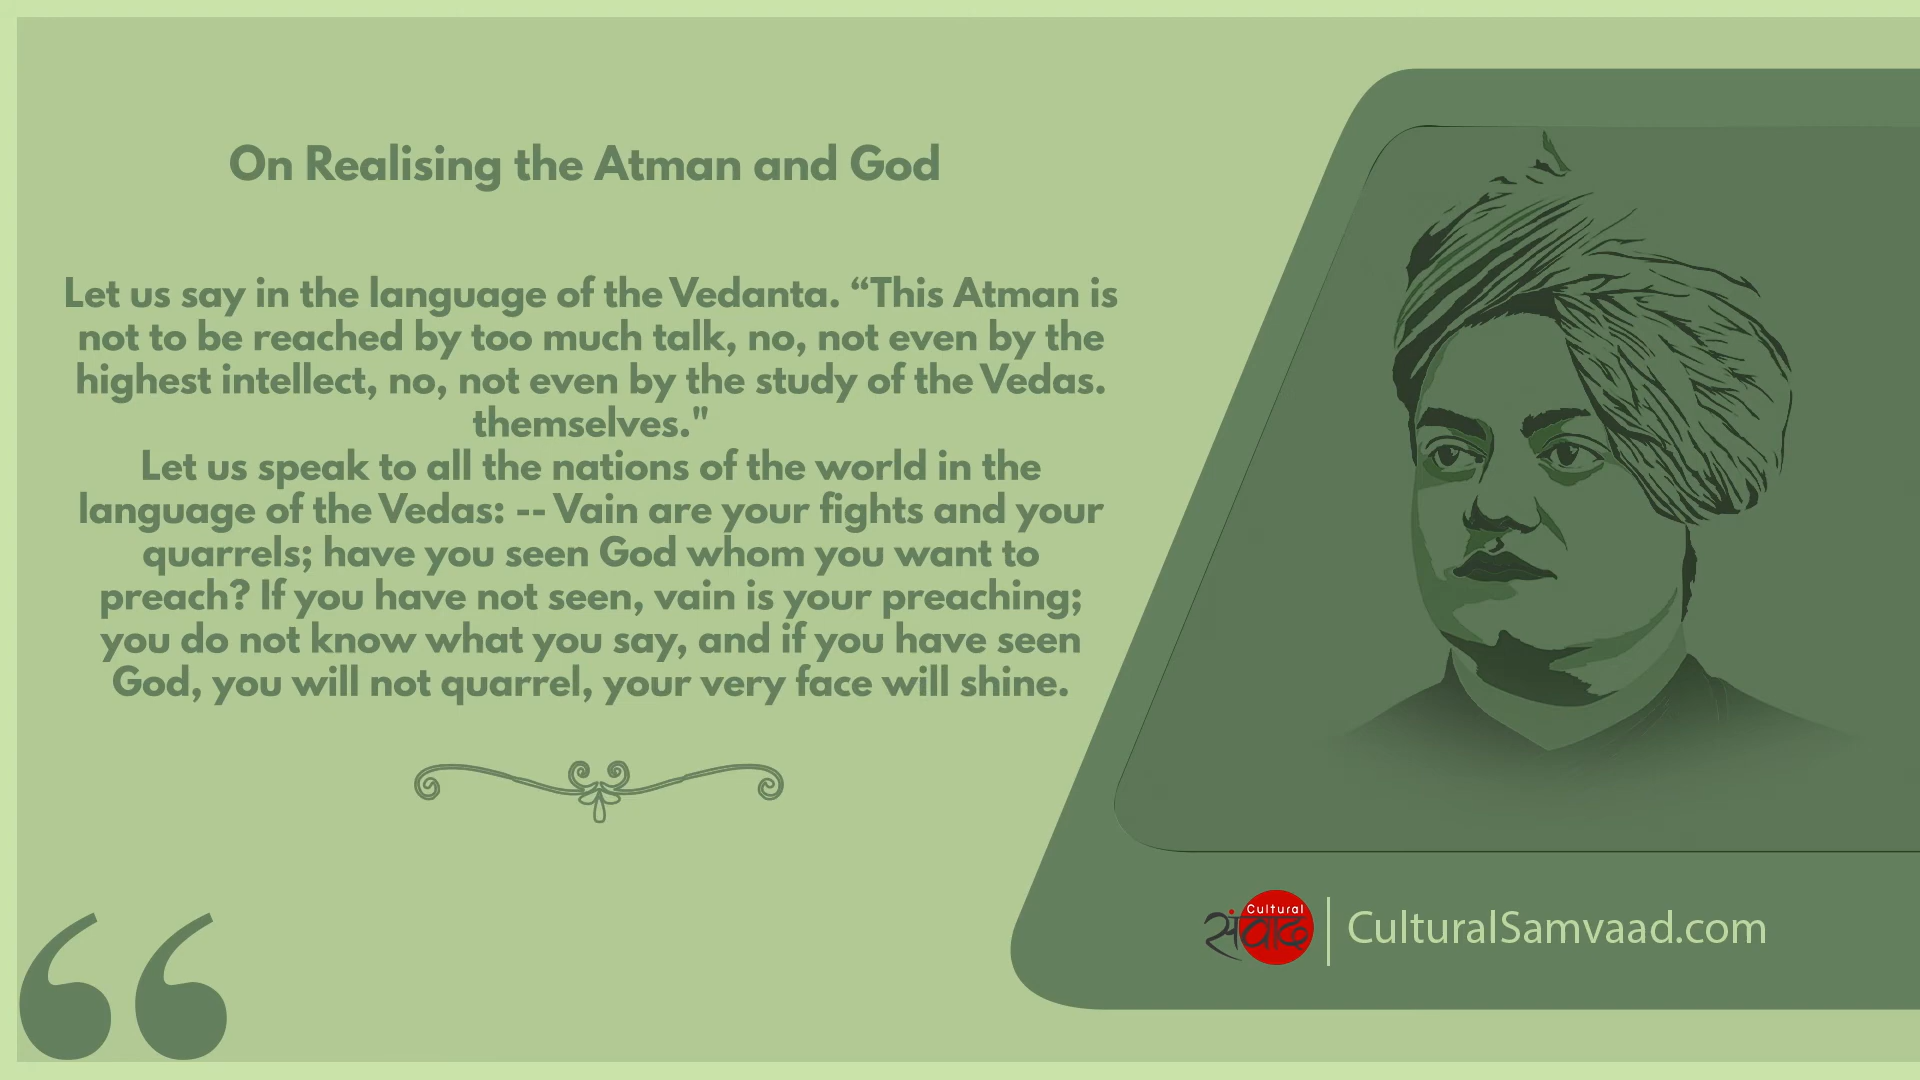 On Realising the Atman and God
Let us say in the language of the Vedanta. “This Atman is
not to be reached by too much talk, no, not even by the
highest intellect, no, not even by the study of the Vedas.
themselves."
Let us speak to all the nations of the world in the
language of the Vedas: -- Vain are your fights and your
quarrels; have you seen God whom you want to
preach? If you have not seen, vain is your preaching;
you do not know what you say, and if you have seen
God, you will not quarrel, your very face will shine.
Cultural
संवाद
CulturalSamvaad.com